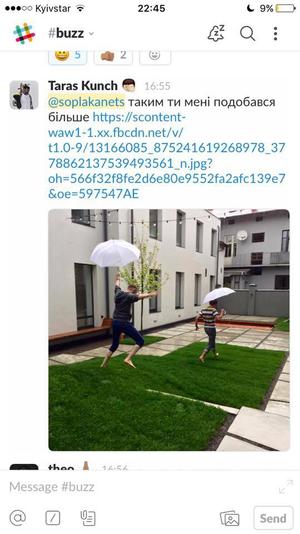 Kyivstar 22:45 9%
#buzz
5 2
Taras Kunch 16:55
@soplakanets таким ти мені подобався
більше https://scontent-
waw1-1.xx.fbcdn.net/v/
t1.0-9/13166085_875241619268978_37
78862137539493561_n.jpg?
oh=566f32f8fe2d6e80e9552fa2afc139e7
&oe=597547AE
theo 16:56
Message #buzz
Send